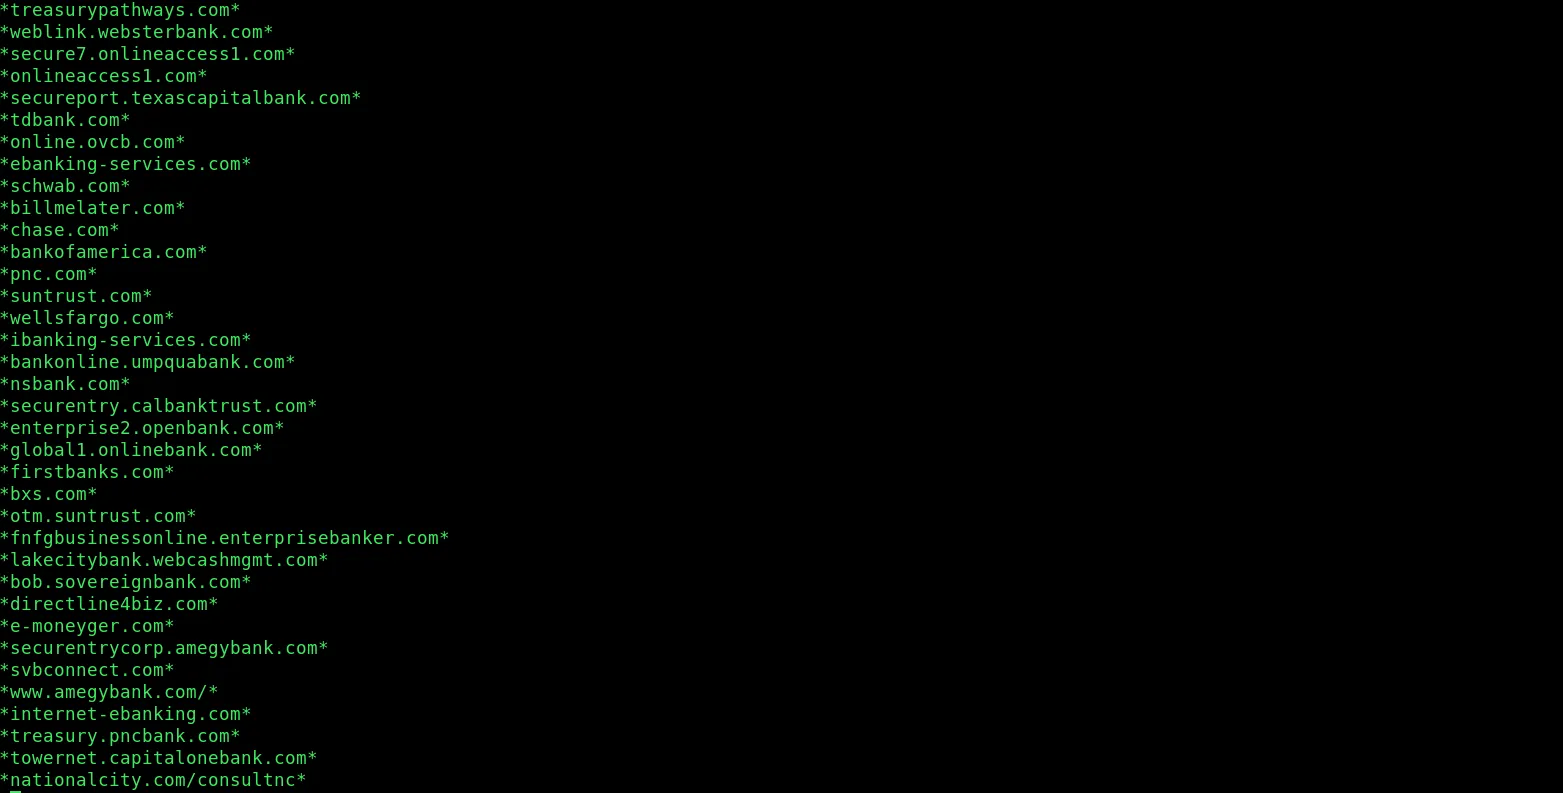 *treasurypathways.com*
*weblink.websterbank.com*
*secure7.onlineaccess1.com*
*onlineaccess1.com*
*secureport.texascapitalbank.com*
*tdbank.com*
*online.ovcb.com*
*ebanking-services.com*
*schwab.com*
*billmelater.com*
*chase.com*
*bankofamerica.com*
*pnc.com*
*suntrust.com*
*wellsfargo.com*
*ibanking-services.com*
*bankonline.umpquabank.com*
*nsbank.com*
*securentry.calbanktrust.com*
*enterprise2.openbank.com*
*global1.onlinebank.com*
*firstbanks.com*
*bxs.com*
*otm.suntrust.com*
*fnfgbusinessonline.enterprisebanker.com*
*lakecitybank.webcashmgmt.com*
*bob.sovereignbank.com*
*directline4biz.com*
*e-moneyger.com*
*securentrycorp.amegybank.com*
*svbconnect.com*
*www.amegybank.com/*
*internet-ebanking.com*
*treasury.pncbank.com*
*towernet.capitalonebank.com*
*nationalcity.com/consultnc*